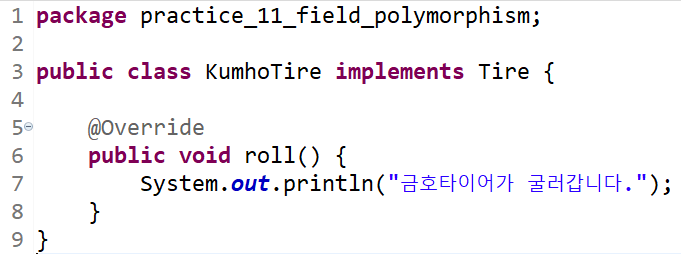 1 package practice_11_field_polymorphism;
2
3 public class KumhoTire implements Tire {
4
5 @Override
6 public void roll() {
7 System.out.println("금호타이어가 굴러갑니다.");
8 }
9 }